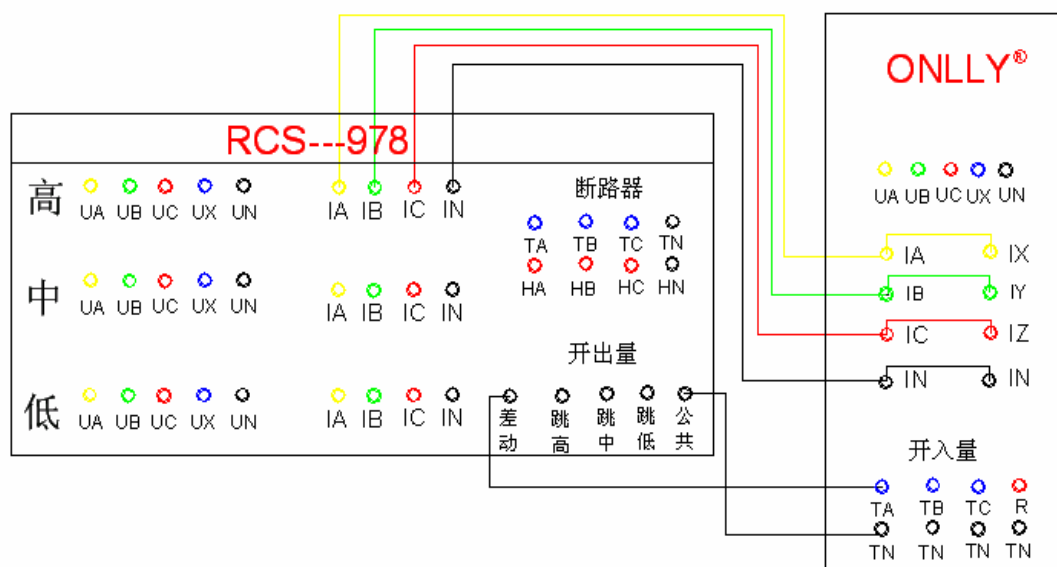 RCS---978
高 UA UB UC UX UN IA IB IC IN
断路器
TA TB TC TN
HA HB HC HN
中 UA UB UC UX UN IA IB IC IN
开出量
低 UA UB UC UX UN IA IB IC IN
差动 跳高 跳中 跳低 公共
ONLLY®
UA UB UC UX UN
IA IX
IB IY
IC IZ
IN IN
开入量
TA TB TC R
TN TN TN TN